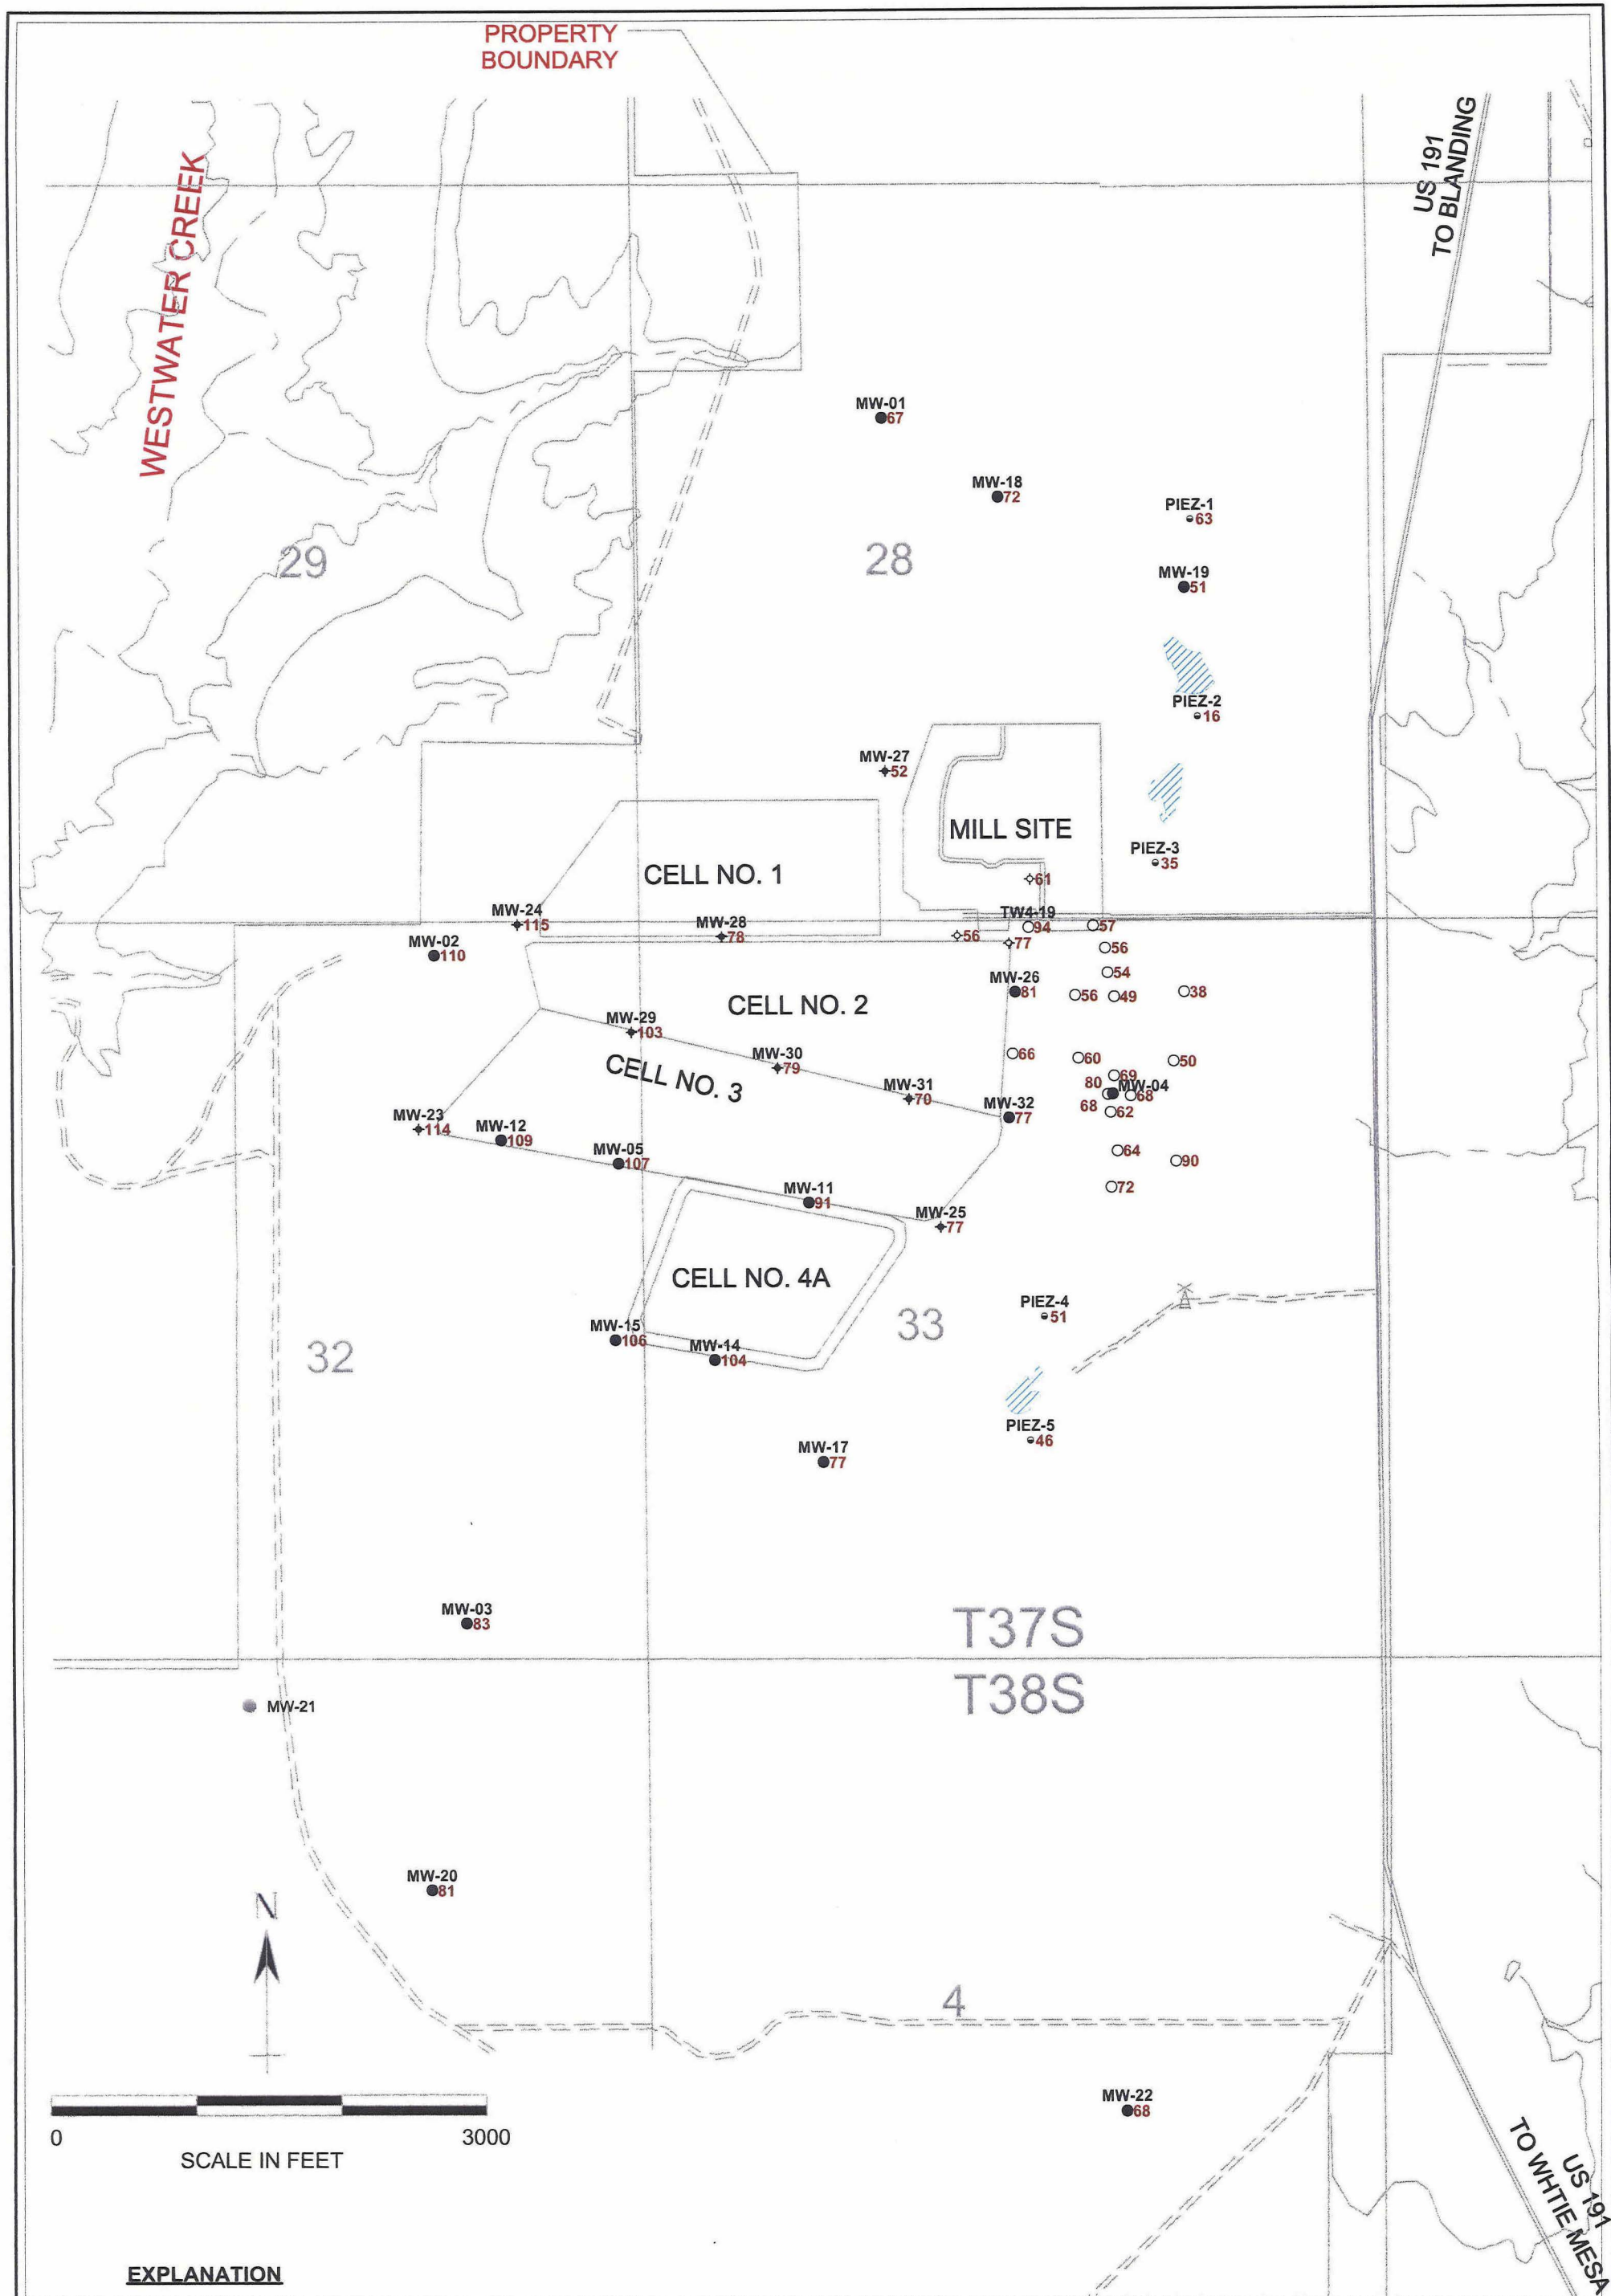 PROPERTY
BOUNDARY
US 191
TO BLANDING
WESTWATER CREEK
MW-01
67
MW-18
72
PIEZ-1
63
29
28
MW-19
51
PIEZ-2
16
MW-27
52
MILL SITE
PIEZ-3
35
CELL NO. 1
61
MW-24
115
TW4-19
94
57
MW-28
78
56
77
56
MW-02
110
54
MW-26
81
56
49
38
CELL NO. 2
MW-29
103
66
60
50
MW-30
79
CELL NO. 3
69
80
MW-04
68
MW-31
70
68
62
MW-32
77
MW-23
114
MW-12
109
MW-05
107
64
90
72
MW-11
91
MW-25
77
CELL NO. 4A
PIEZ-4
51
33
MW-15
106
MW-14
104
32
PIEZ-5
46
MW-17
77
MW-03
83
T37S
T38S
MW-21
MW-20
81
N
4
MW-22
68
0
3000
SCALE IN FEET
US 191
TO WHTIE MESA
EXPLANATION